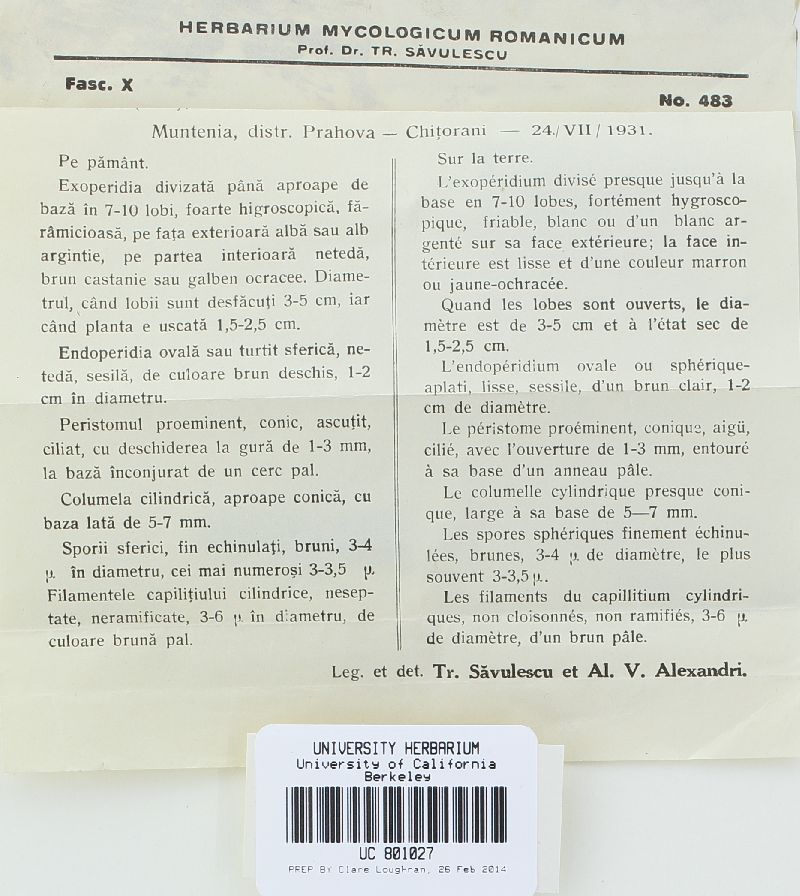 HERBARIUM MYCOLOGICUM ROMANICUM
Prof. Dr. TR. SĂVULESCU
Fasc. X
No. 483
Muntenia, distr. Prahova — Chițorani — 24./VII/1931.
Pe pământ.
Exoperidia divizată până aproape de
bază în 7-10 lobi, foarte higroscopică, fă-
râmicioasă, pe fața exterioară albă sau alb
argintie, pe partea interioară netedă,
brun castanie sau galben ocracee. Diame-
trul, când lobii sunt desfăcuți 3-5 cm, iar
când planta e uscată 1,5-2,5 cm.
Endoperidia ovală sau turtit sferică, ne-
tedă, sesilă, de culoare brun deschis, 1-2
cm în diametru.
Peristomul proeminent, conic, ascuțit,
ciliat, cu deschiderea la gură de 1-3 mm,
la bază înconjurat de un cerc pal.
Columela cilindrică, aproape conică, cu
baza lată de 5-7 mm.
Sporii sferici, fin echinulați, bruni, 3-4
µ. în diametru, cei mai numeroși 3-3,5 µ.
Filamentele capilițiului cilindrice, nesep-
tate, neramificate, 3-6 µ. în diametru, de
culoare brună pal.
Sur la terre.
L'exopéridium divisé presque jusqu'à la
base en 7-10 lobes, fortément hygrosco-
pique, friable, blanc ou d'un blanc ar-
genté sur sa face extérieure; la face in-
térieure est lisse et d'une couleur marron
ou jaune-ochracée.
Quand les lobes sont ouverts, le dia-
mètre est de 3-5 cm et à l'état sec de
1,5-2,5 cm.
L'endopéridium ovale ou sphérique-
aplati, lisse, sessile, d'un brun clair, 1-2
cm de diamètre.
Le péristome proéminent, conique, aigü,
cilié, avec l'ouverture de 1-3 mm, entouré
à sa base d'un anneau pâle.
Le columelle cylindrique presque coni-
que, large à sa base de 5—7 mm.
Les spores sphériques finement échinu-
lées, brunes, 3-4 µ. de diamètre, le plus
souvent 3-3,5 µ.
Les filaments du capillitium cylindri-
ques, non cloisonnés, non ramifiés, 3-6 µ.
de diamètre, d'un brun pâle.
Leg. et det. Tr. Săvulescu et Al. V. Alexandri.
UNIVERSITY HERBARIUM
University of California
Berkeley
UC 801027
PREP BY Clare Loughran, 26 Feb 2014